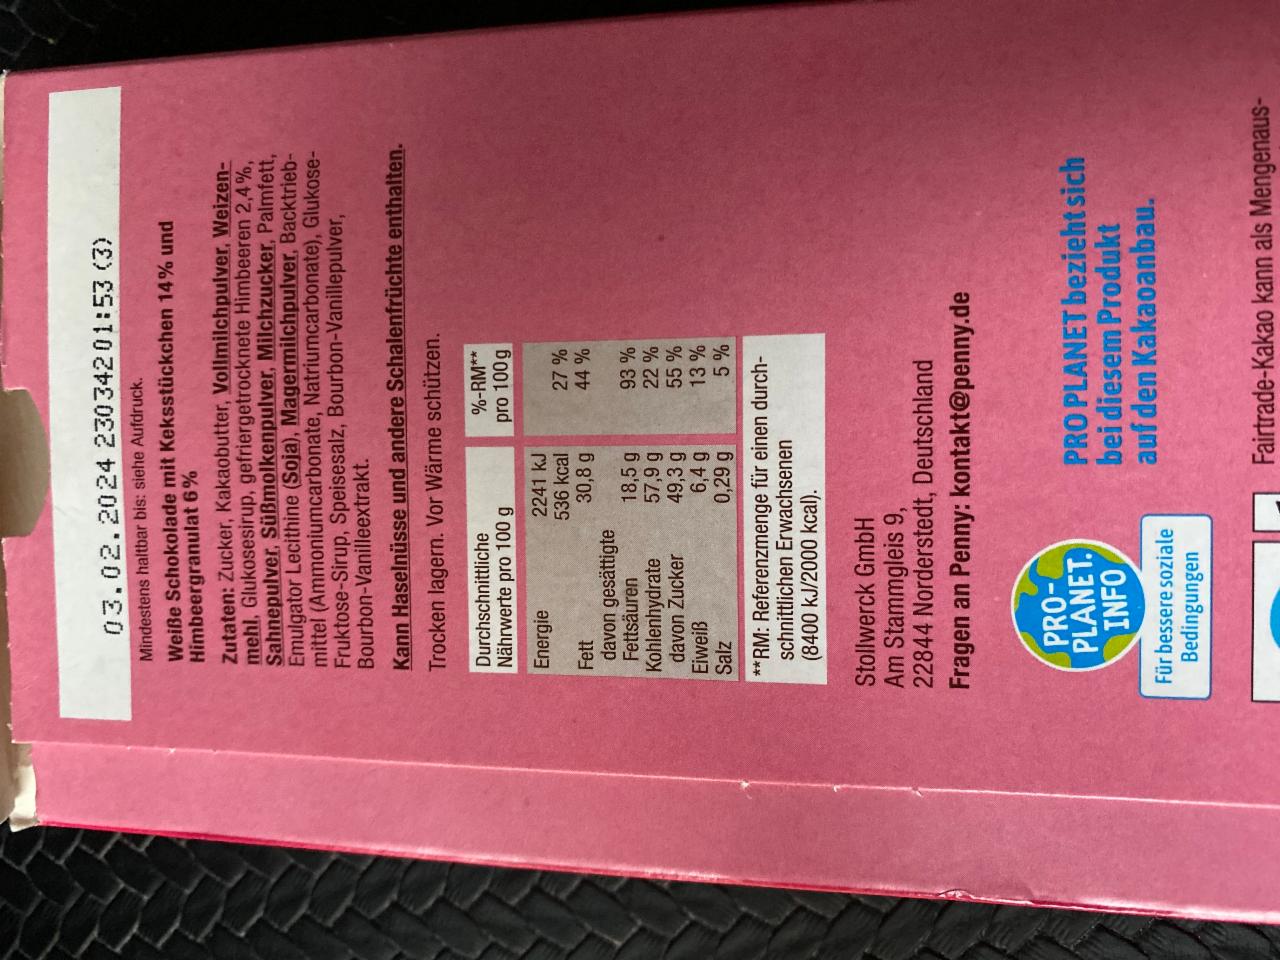 03.02.2024 23034201:53(3)
Mindestens haltbar bis: siehe Aufdruck.
Weiße Schokolade mit Keksstückchen 14% und
Himbeergranulat 6%
Zutaten: Zucker, Kakaobutter, Vollmilchpulver, Weizen-
mehl, Glukosesirup, gefriergetrocknete Himbeeren 2,4%,
Sahnepulver, Süßmolkenpulver, Milchzucker, Palmfett,
Emulgator Lecithine (Soja), Magermilchpulver, Backtrieb-
mittel (Ammoniumcarbonate, Natriumcarbonate), Glukose-
Fruktose-Sirup, Speisesalz, Bourbon-Vanillepulver,
Bourbon-Vanilleextrakt.
Kann Haselnüsse und andere Schalenfrüchte enthalten.
Trocken lagern. Vor Wärme schützen.
Durchschnittliche %-RM**
Nährwerte pro 100 g pro 100g
Energie 2241 kJ
536 kcal 27 %
Fett 30,8 g 44 %
davon gesättigte
Fettsäuren 18,5 g 93 %
Kohlenhydrate 57,9 g 22 %
davon Zucker 49,3 g 55 %
Eiweiß 6,4 g 13 %
Salz 0,29 g 5 %
**RM: Referenzmenge für einen durch-
schnittlichen Erwachsenen
(8400 kJ/2000 kcal).
Stollwerck GmbH
Am Stammgleis 9,
22844 Norderstedt, Deutschland
Fragen an Penny: kontakt@penny.de
PRO-
PLANET.
INFO
Für bessere soziale
Bedingungen
PRO PLANET bezieht sich
bei diesem Produkt
auf den Kakaoanbau.
Fairtrade-Kakao kann als Mengenaus-